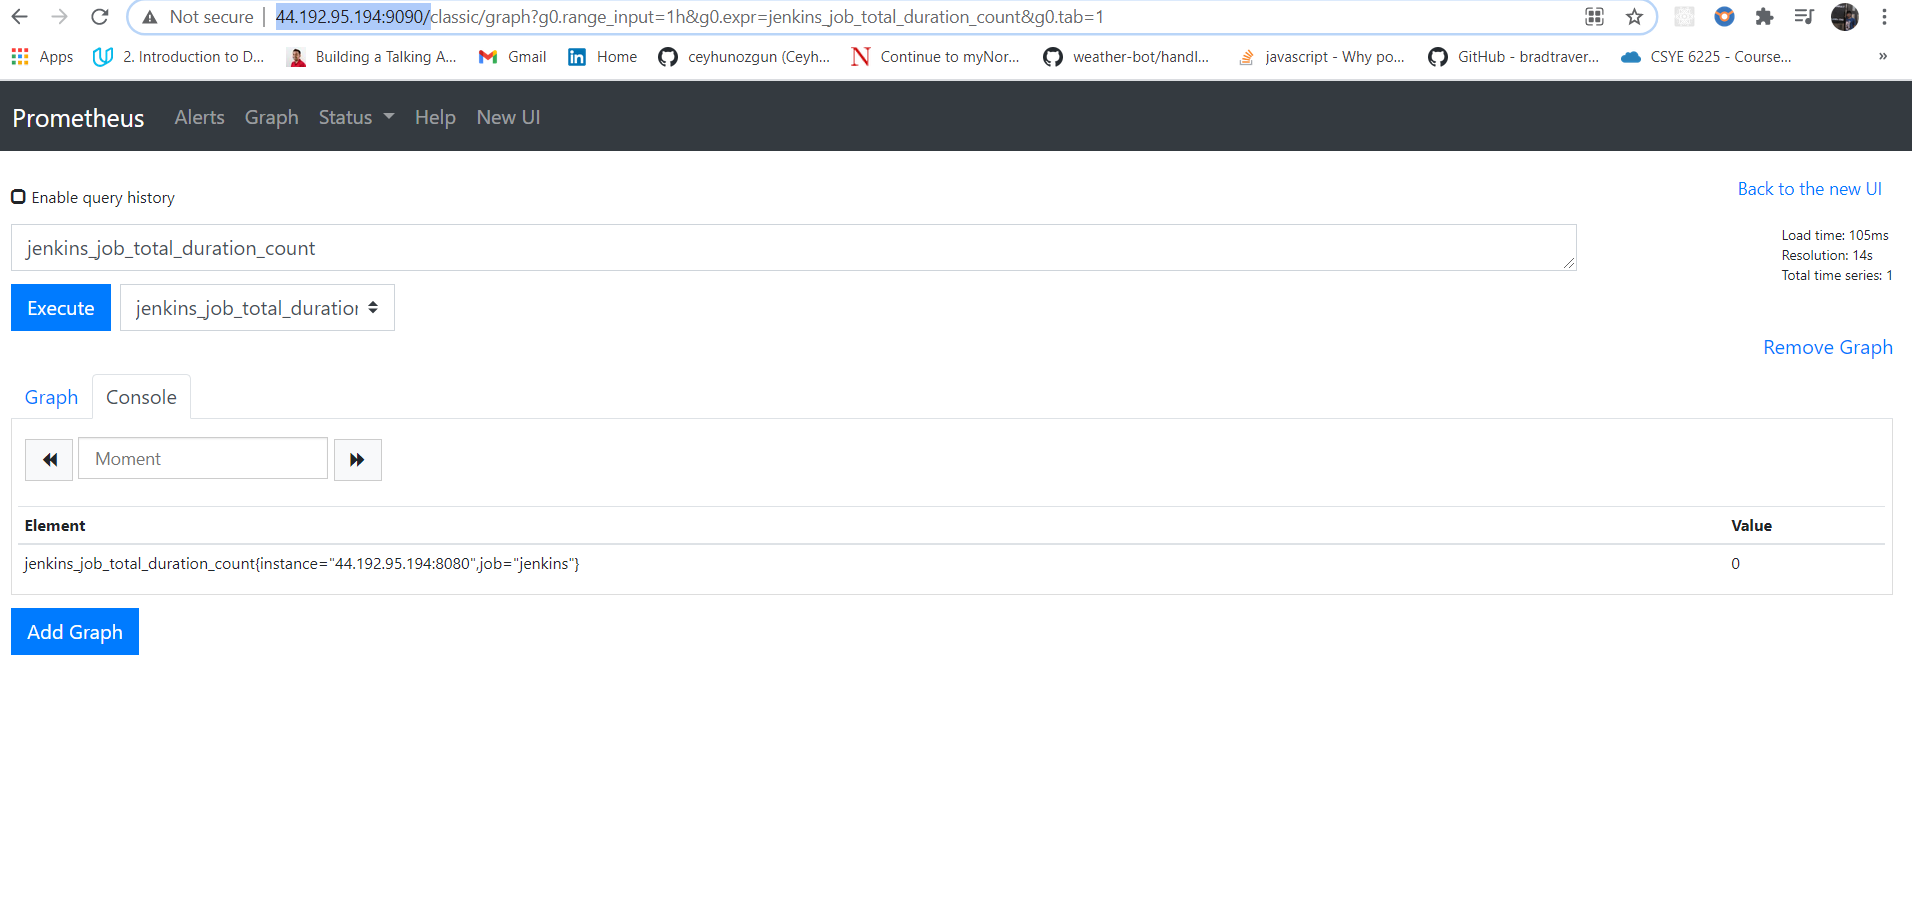 Not secure | 44.192.95.194:9090/classic/graph?g0.range_input=1h&g0.expr=jenkins_job_total_duration_count&g0.tab=1
Apps 2. Introduction to D... Building a Talking A... Gmail Home ceyhunozgun (Ceyh... Continue to myNor... weather-bot/handl... javascript - Why po... GitHub - bradtraver... CSYE 6225 - Course... »
Prometheus Alerts Graph Status Help New UI
Enable query history
Back to the new UI
jenkins_job_total_duration_count
Load time: 105ms
Resolution: 14s
Total time series: 1
Execute jenkins_job_total_duration
Remove Graph
Graph Console
Moment
Element Value
jenkins_job_total_duration_count{instance="44.192.95.194:8080",job="jenkins"} 0
Add Graph